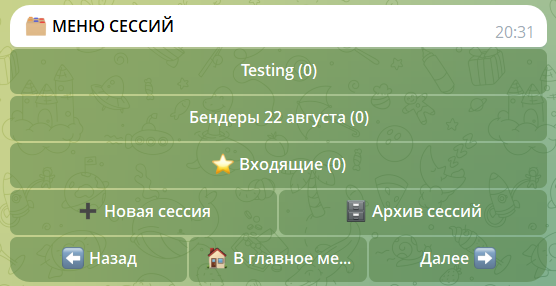 МЕНЮ СЕССИЙ
20:31
Testing (0)
Бендеры 22 августа (0)
⭐ Входящие (0)
➕ Новая сессия
🗄 Архив сессий
⬅ Назад
🏠 В главное ме...
Далее ➡